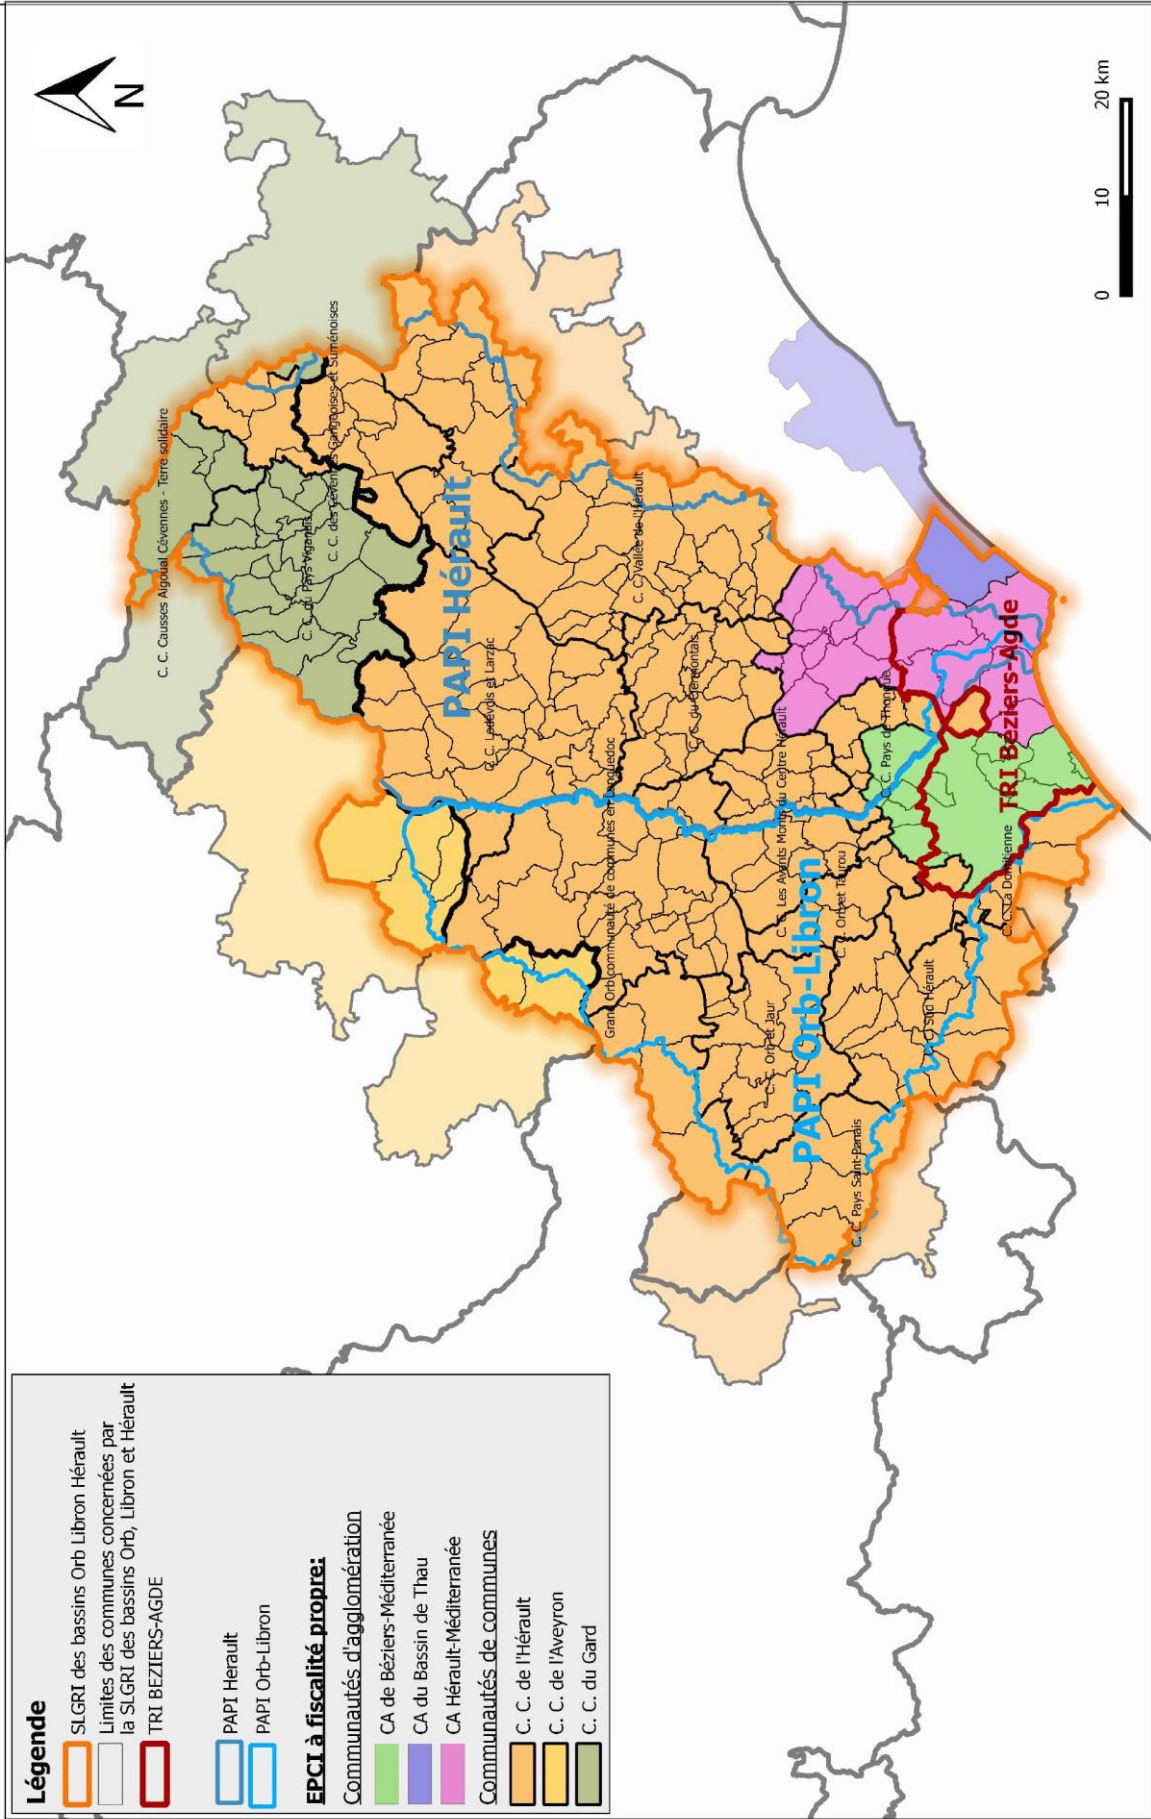 Légende
SLGRI des bassins Orb Libron Hérault
Limites des communes concernées par
la SLGRI des bassins Orb, Libron et Hérault
TRI BEZIERS-AGDE
PAPI Herault
PAPI Orb-Libron
EPCI à fiscalité propre:
Communautés d'agglomération
CA de Béziers-Méditerranée
CA du Bassin de Thau
CA Hérault-Méditerranée
Communautés de communes
C. C. de l'Hérault
C. C. de l'Aveyron
C. C. du Gard
N
C. C. Causses Aigoual Cévennes - Terre solidaire
C. C. du Pays Viganais
C. C. des Cévennes Gangeoises et Suménoises
PAPI Hérault
C. C. Lodévois et Larzac
C. C. Vallée de l'Hérault
Grand Orb communauté de communes en Languedoc
C. C. du Clermontais
C. C. Orb et Jaur
C. C. Les Avants Monts du Centre Hérault
PAPI Orb-Libron
C. C. Orb et Taurou
C. C. Pays Saint-Ponais
C. C. Pays de Thongue
C. C. Sud Hérault
C. C. La Domitienne
TRI Béziers-Agde
0
10
20 km